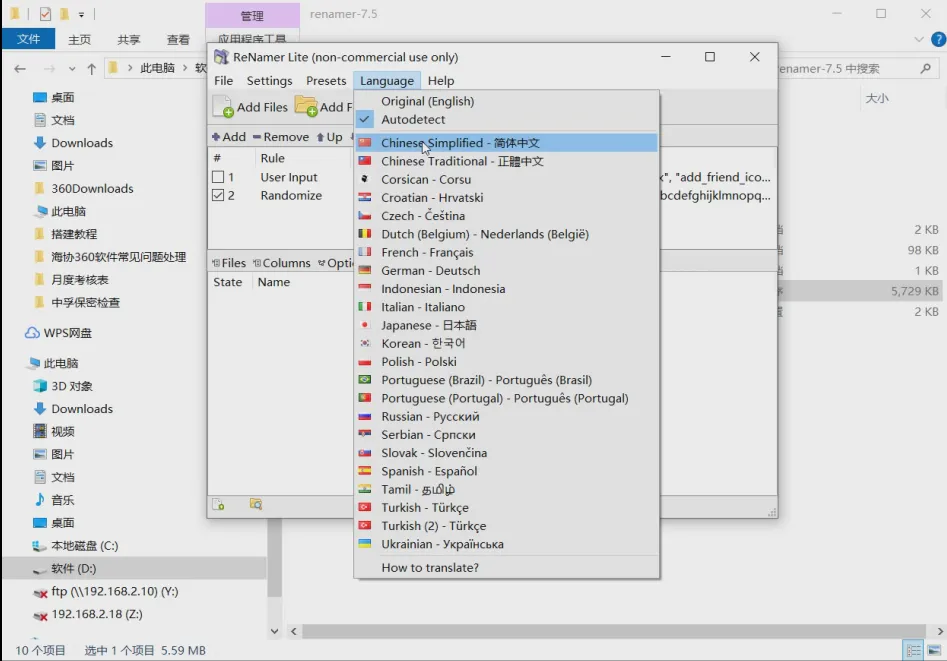 管理
renamer-7.5
文件
主页
共享
查看
应用程序工具
此电脑
软
renamer-7.5 中搜索
大小
桌面
文档
Downloads
图片
360Downloads
此电脑
搭建教程
海协360软件常见问题处理
月度考核表
中孚保密检查
WPS网盘
此电脑
3D 对象
Downloads
视频
图片
文档
音乐
桌面
本地磁盘 (C:)
软件 (D:)
ftp (\\192.168.2.10) (Y:)
192.168.2.18 (Z:)
2 KB
98 KB
1 KB
5,729 KB
2 KB
10 个项目 选中 1 个项目 5.59 MB
ReNamer Lite (non-commercial use only)
File Settings Presets Language Help
Add Files Add F
Add Remove Up
# Rule
1 User Input
2 Randomize
x", "add_friend_ico...
bcdefghijklmnopq...
Files Columns Opti
State Name
Original (English)
Autodetect
Chinese Simplified - 简体中文
Chinese Traditional - 正體中文
Corsican - Corsu
Croatian - Hrvatski
Czech - Čeština
Dutch (Belgium) - Nederlands (België)
French - Français
German - Deutsch
Indonesian - Indonesia
Italian - Italiano
Japanese - 日本語
Korean - 한국어
Polish - Polski
Portuguese (Brazil) - Português (Brasil)
Portuguese (Portugal) - Português (Portugal)
Russian - Русский
Serbian - Српски
Slovak - Slovenčina
Spanish - Español
Tamil - தமிழ்
Turkish - Türkçe
Turkish (2) - Türkçe
Ukrainian - Українська
How to translate?